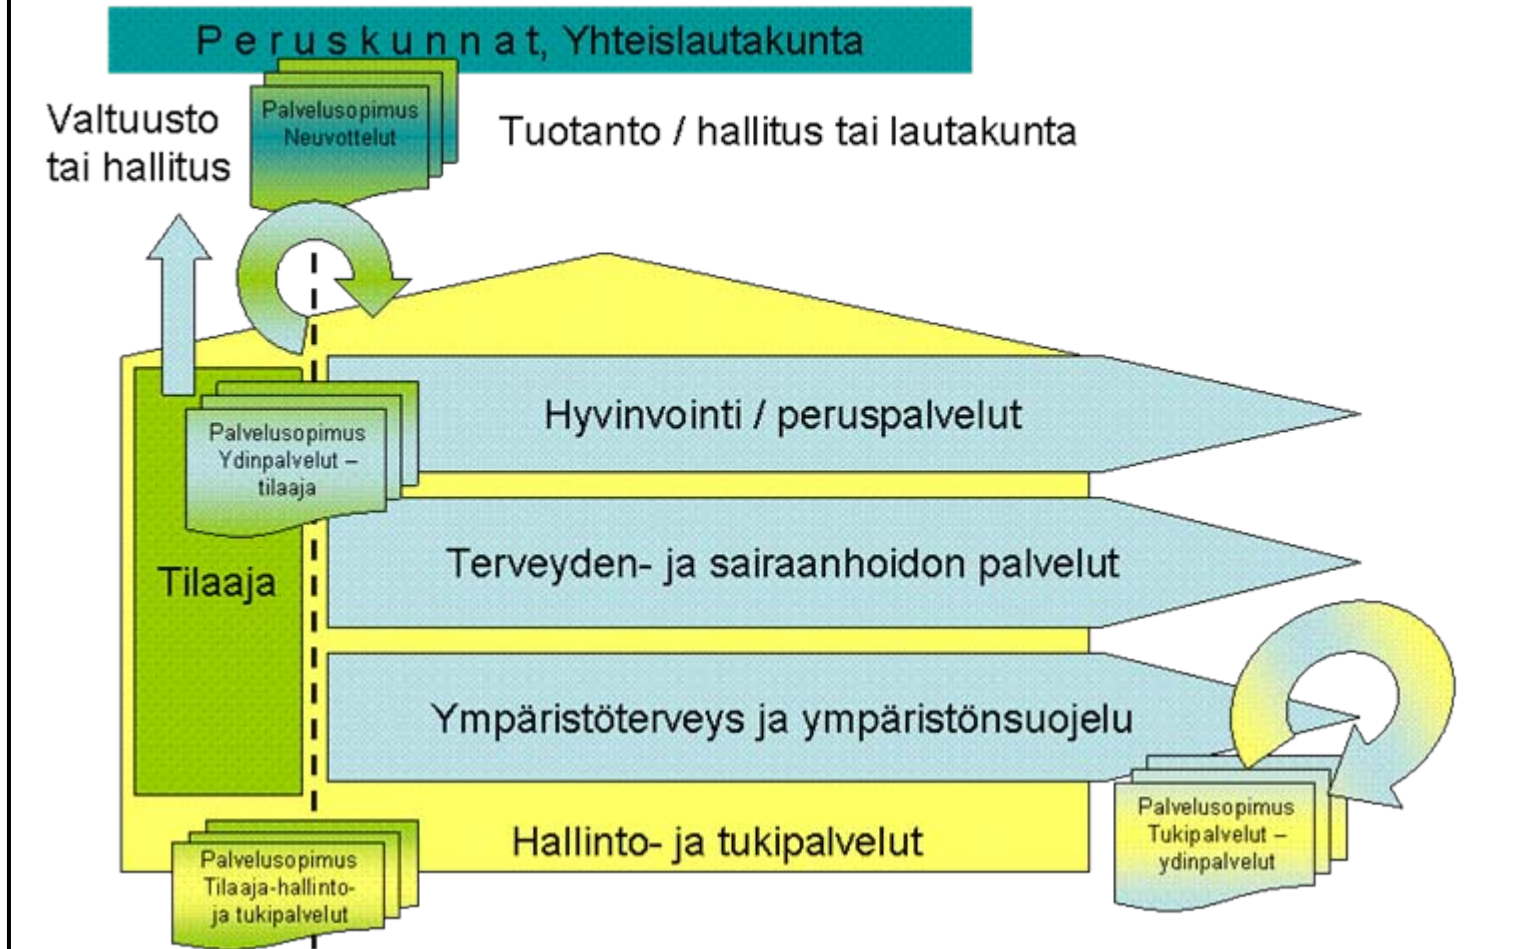 Peruskunnat, Yhteislautakunta
Valtuusto
tai hallitus
Palvelusopimus
Neuvottelut
Tuotanto / hallitus tai lautakunta
Hyvinvointi / peruspalvelut
Palvelusopimus
Ydinpalvelut –
tilaaja
Terveyden- ja sairaanhoidon palvelut
Tilaaja
Ympäristöterveys ja ympäristönsuojelu
Palvelusopimus
Tukipalvelut –
ydinpalvelut
Hallinto- ja tukipalvelut
Palvelusopimus
Tilaaja-hallinto-
ja tukipalvelut